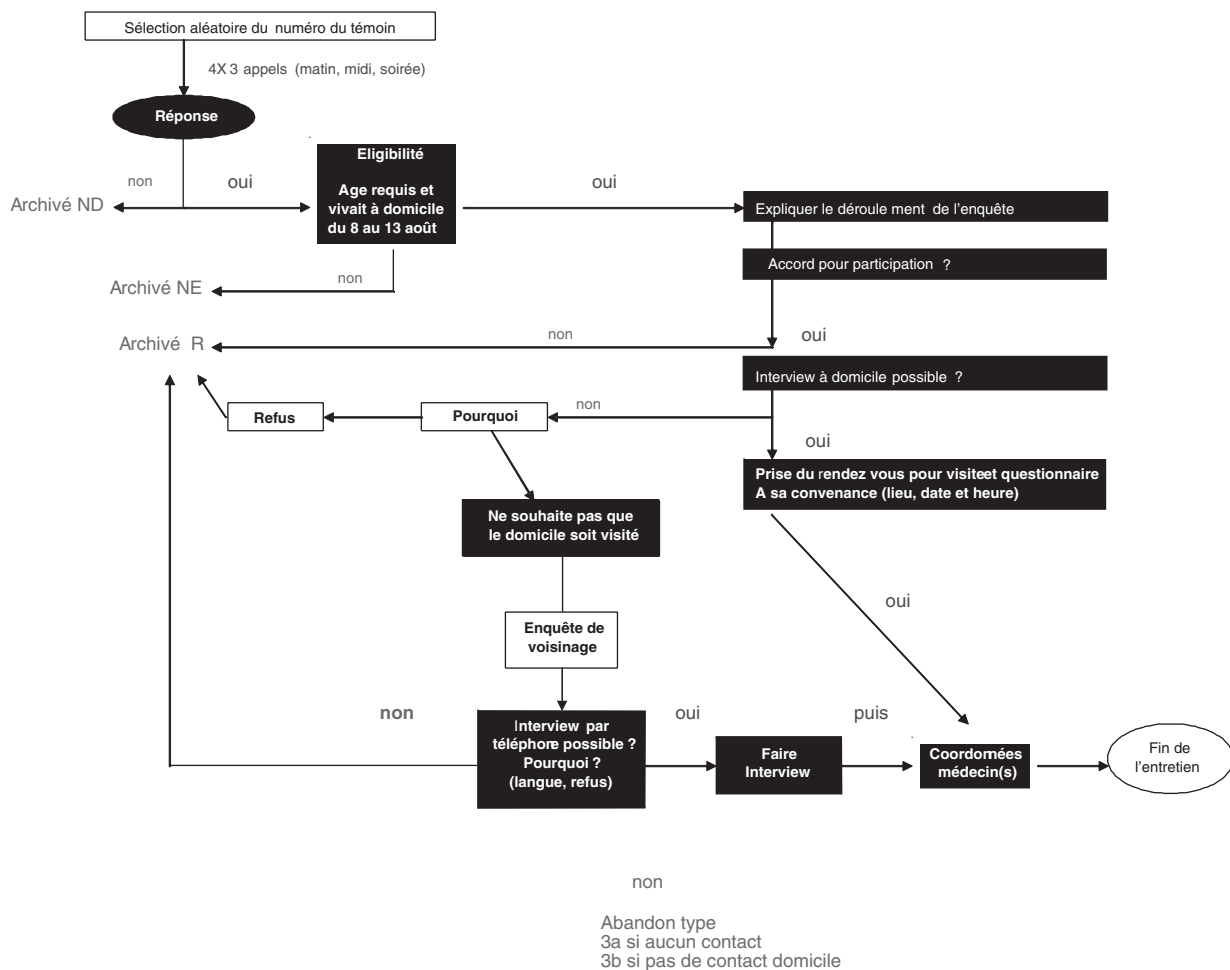 Sélection aléatoire du numéro du témoin
4X 3 appels (matin, midi, soirée)
Réponse
Eligibilité
Age requis et
vivait à domicile
du 8 au 13 août
non
oui
oui
Archivé ND
Expliquer le déroule ment de l'enquête
Accord pour participation ?
non
Archivé NE
non
oui
Archivé R
Interview à domicile possible ?
Refus
Pourquoi
non
oui
Prise du rendez vous pour visiteet questionnaire
A sa convenance (lieu, date et heure)
Ne souhaite pas que
le domicile soit visité
oui
Enquête de
voisinage
non
oui
puis
Interview par
téléphone possible ?
Pourquoi ?
(langue, refus)
Faire
Interview
Coordonnées
médecin(s)
Fin de
l'entretien
non
Abandon type
3a si aucun contact
3b si pas de contact domicile